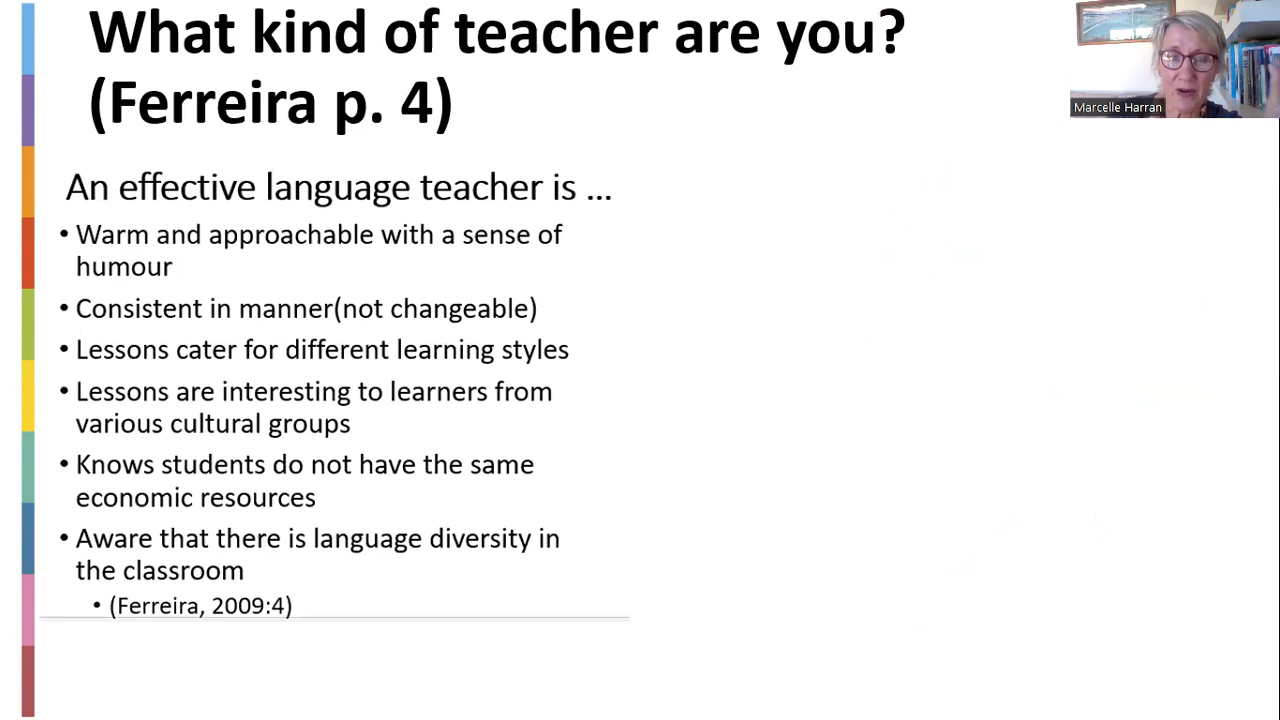 What kind of teacher are you?
(Ferreira p. 4)
Marcelle Harran
An effective language teacher is ...
• Warm and approachable with a sense of
humour
• Consistent in manner(not changeable)
• Lessons cater for different learning styles
• Lessons are interesting to learners from
various cultural groups
• Knows students do not have the same
economic resources
• Aware that there is language diversity in
the classroom
• (Ferreira, 2009:4)